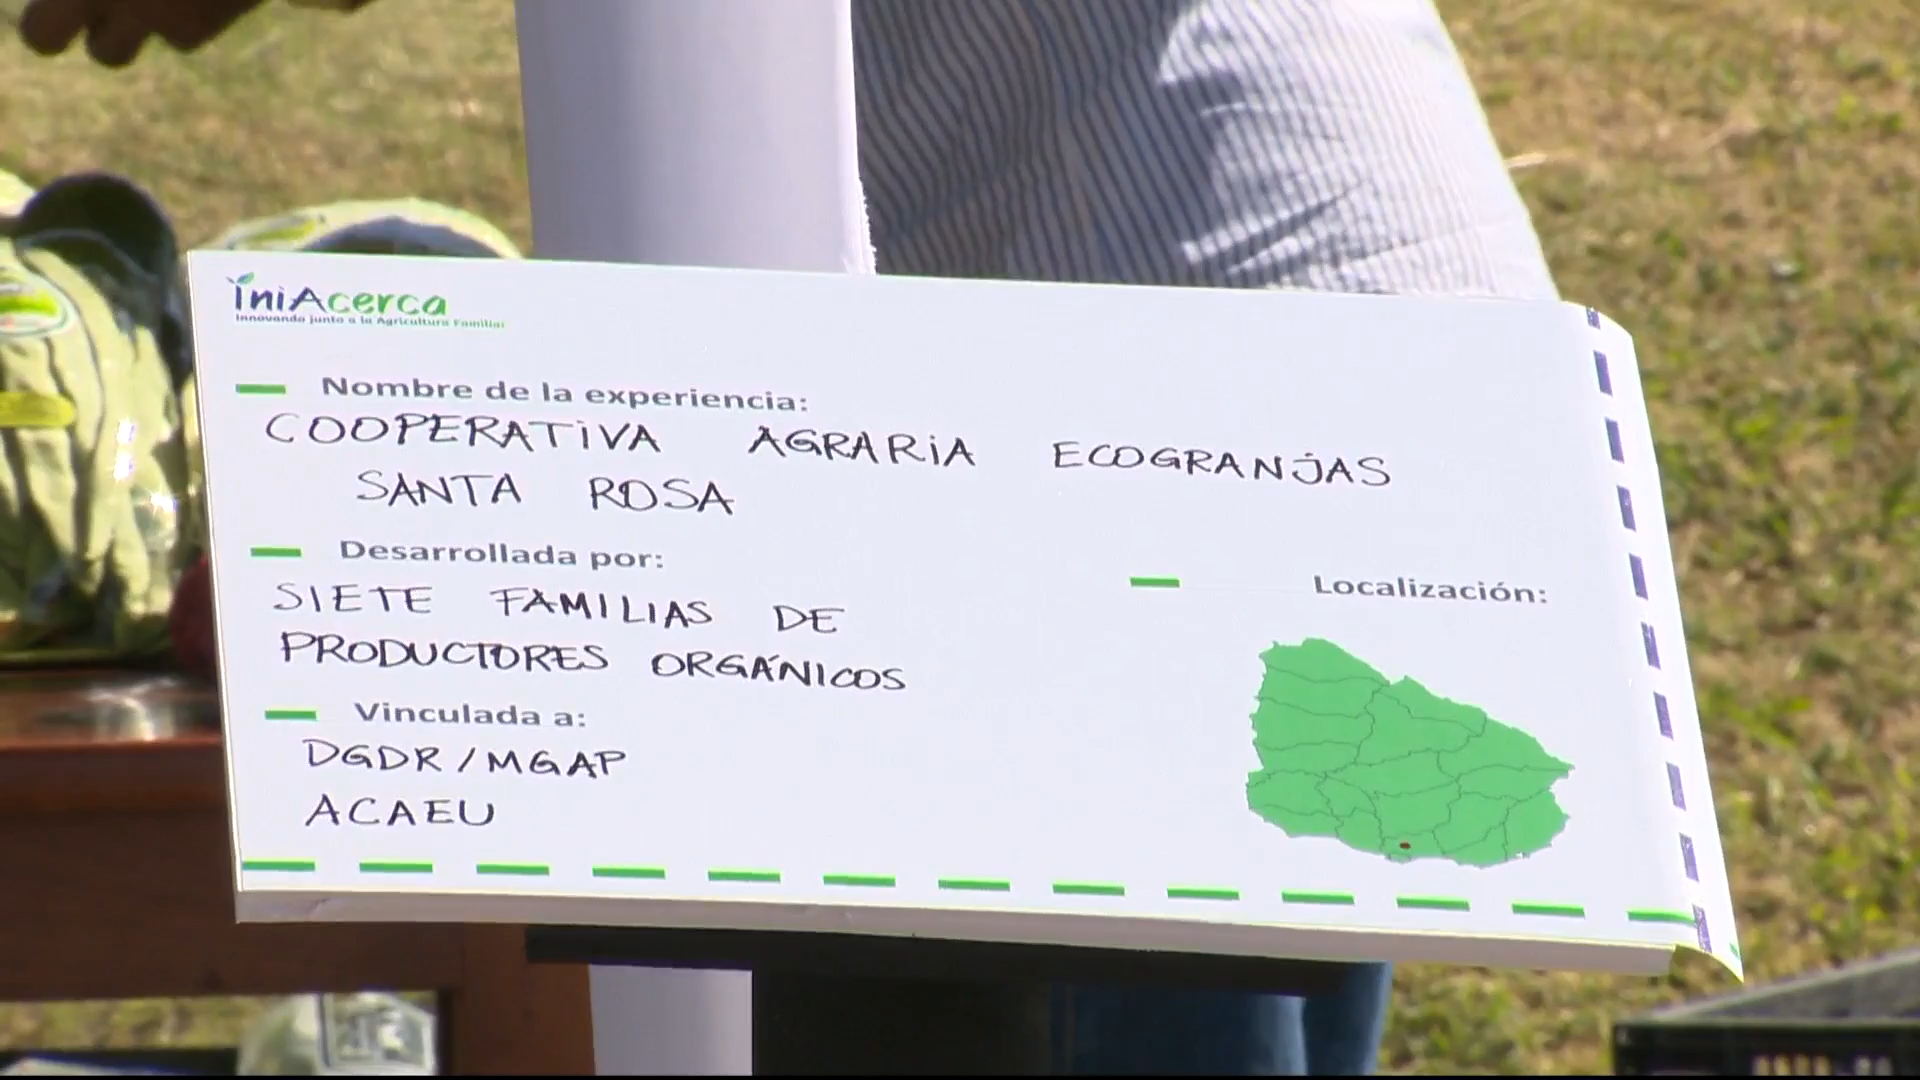 iniAcerca
Innovando junto a la Agricultura Familiar
Nombre de la experiencia:
COOPERATIVA AGRARIA ECOGRANJAS
SANTA ROSA
Desarrollada por:
SIETE FAMILIAS DE
PRODUCTORES ORGÁNICOS
Vinculada a:
DGDR/MGAP
ACAEU
Localización: